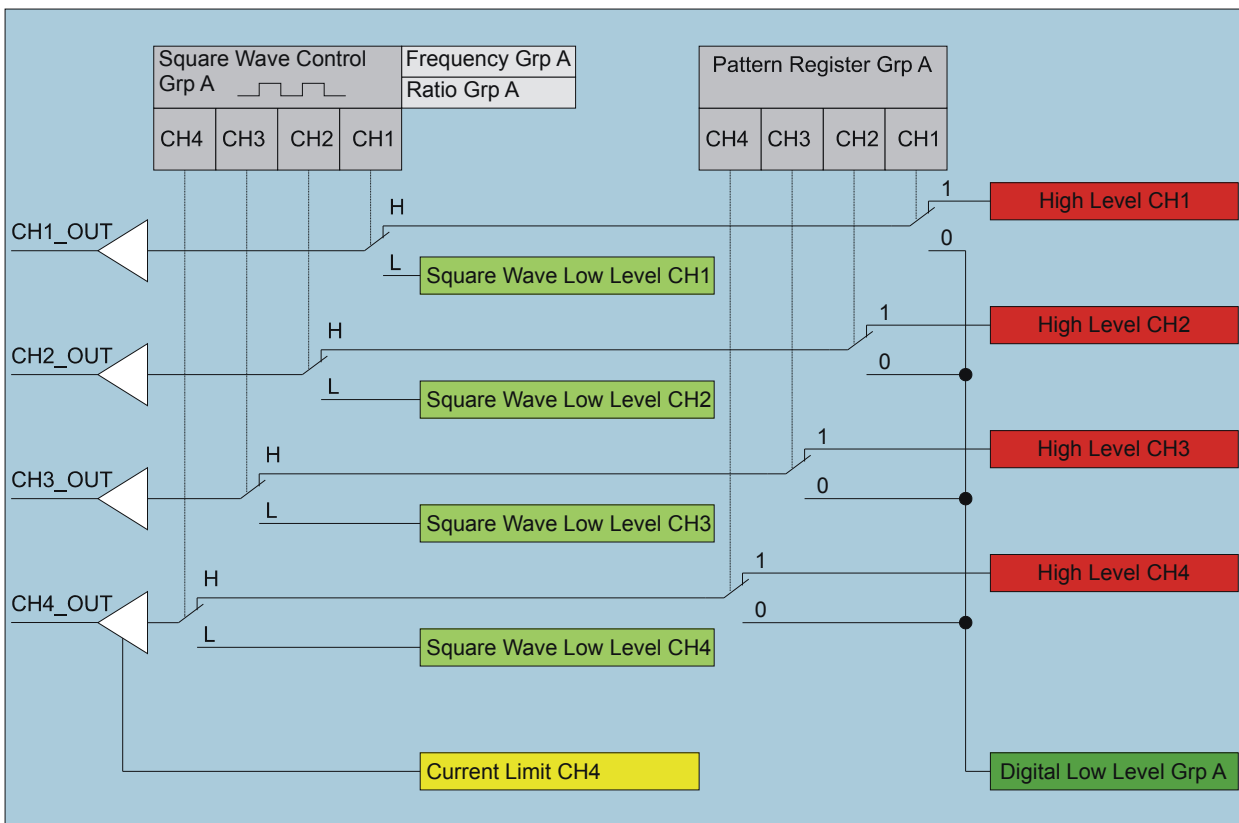 Square Wave Control
Grp A
Frequency Grp A
Ratio Grp A
CH4 CH3 CH2 CH1
Pattern Register Grp A
CH4 CH3 CH2 CH1
CH1_OUT
H
L
Square Wave Low Level CH1
1
0
High Level CH1
CH2_OUT
H
L
Square Wave Low Level CH2
1
0
High Level CH2
CH3_OUT
H
L
Square Wave Low Level CH3
1
0
High Level CH3
CH4_OUT
H
L
Square Wave Low Level CH4
1
0
High Level CH4
Current Limit CH4
Digital Low Level Grp A